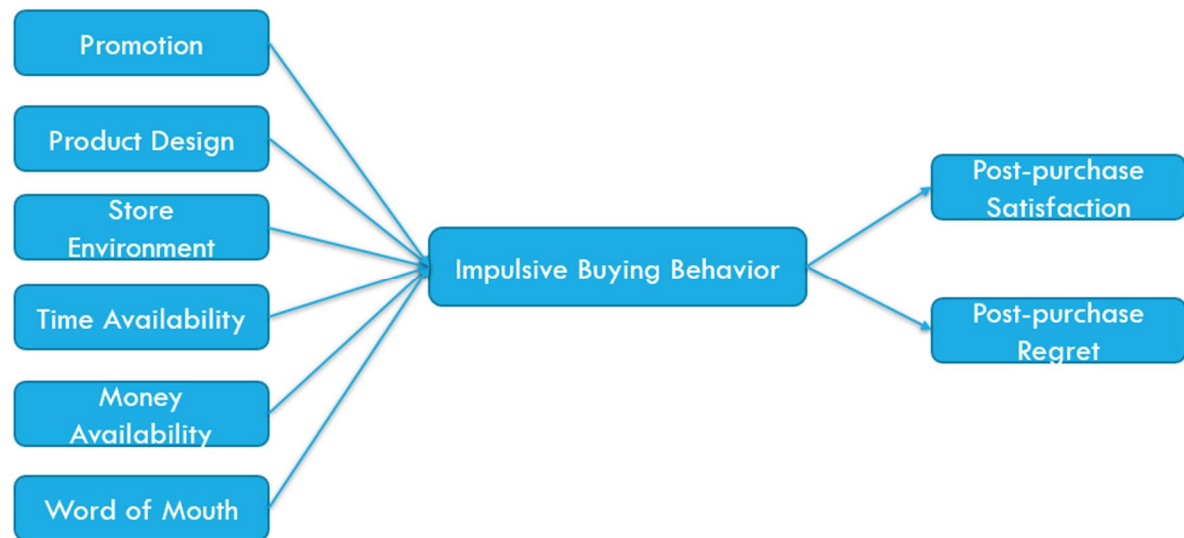 Promotion
Product Design
Store
Environment
Time Availability
Money
Availability
Word of Mouth
Impulsive Buying Behavior
Post-purchase
Satisfaction
Post-purchase
Regret